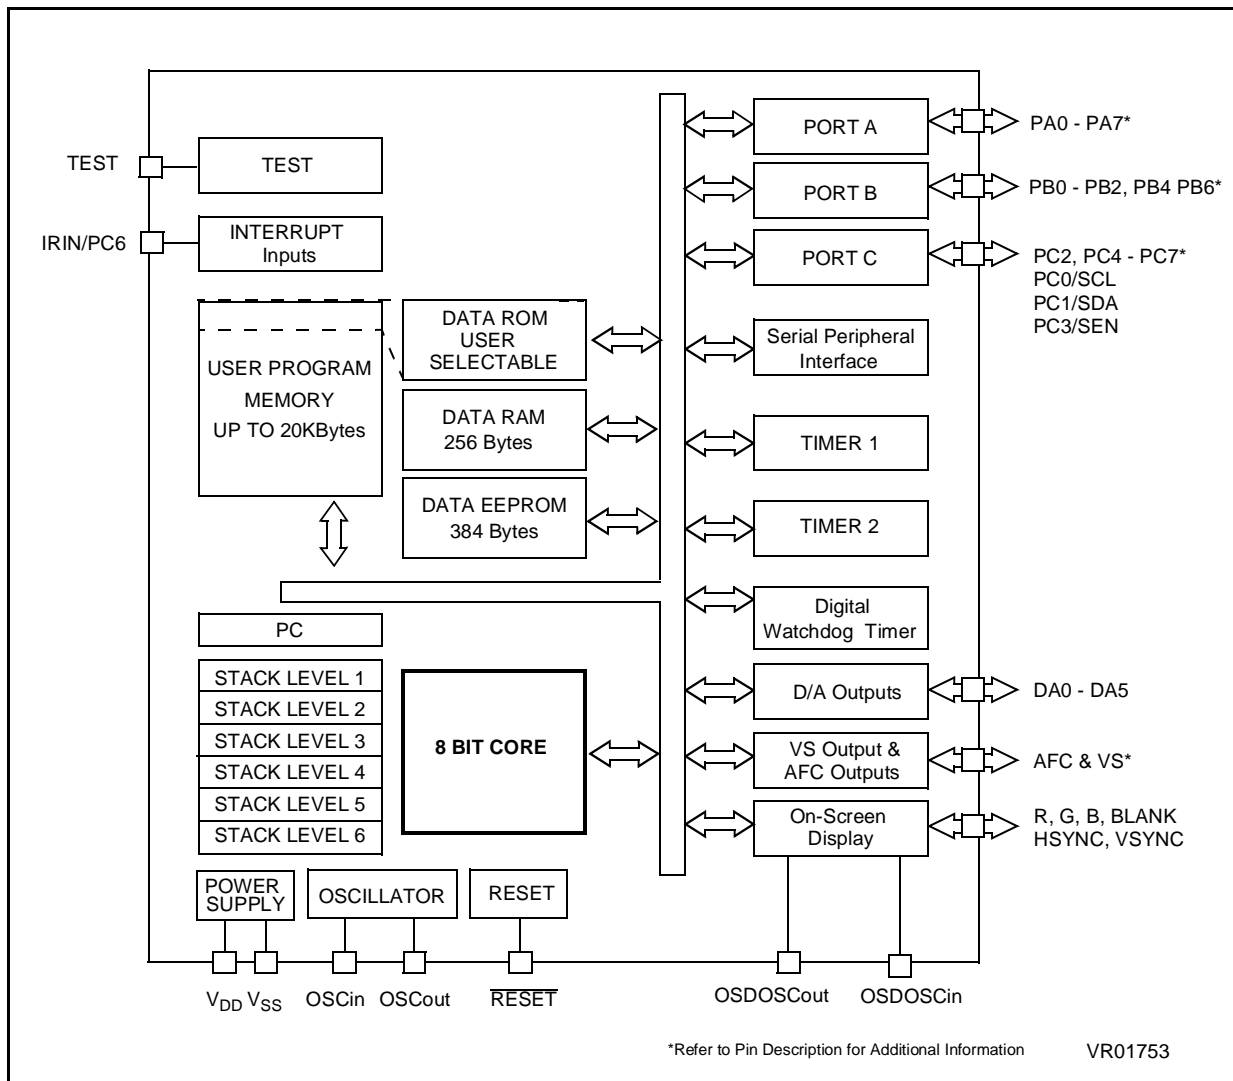 TEST
TEST
IRIN/PC6
INTERRUPT
Inputs
USER PROGRAM
MEMORY
UP TO 20KBytes
DATA ROM
USER
SELECTABLE
DATA RAM
256 Bytes
DATA EEPROM
384 Bytes
PC
STACK LEVEL 1
STACK LEVEL 2
STACK LEVEL 3
STACK LEVEL 4
STACK LEVEL 5
STACK LEVEL 6
8 BIT CORE
POWER
SUPPLY
OSCILLATOR
RESET
VDD VSS
OSCin
OSCout
RESET
PORT A
PA0 - PA7*
PORT B
PB0 - PB2, PB4 PB6*
PORT C
PC2, PC4 - PC7*
PC0/SCL
PC1/SDA
PC3/SEN
Serial Peripheral
Interface
TIMER 1
TIMER 2
Digital
Watchdog Timer
D/A Outputs
DA0 - DA5
VS Output &
AFC Outputs
AFC & VS*
On-Screen
Display
R, G, B, BLANK
HSYNC, VSYNC
OSDOSCout
OSDOSCin
*Refer to Pin Description for Additional Information
VR01753